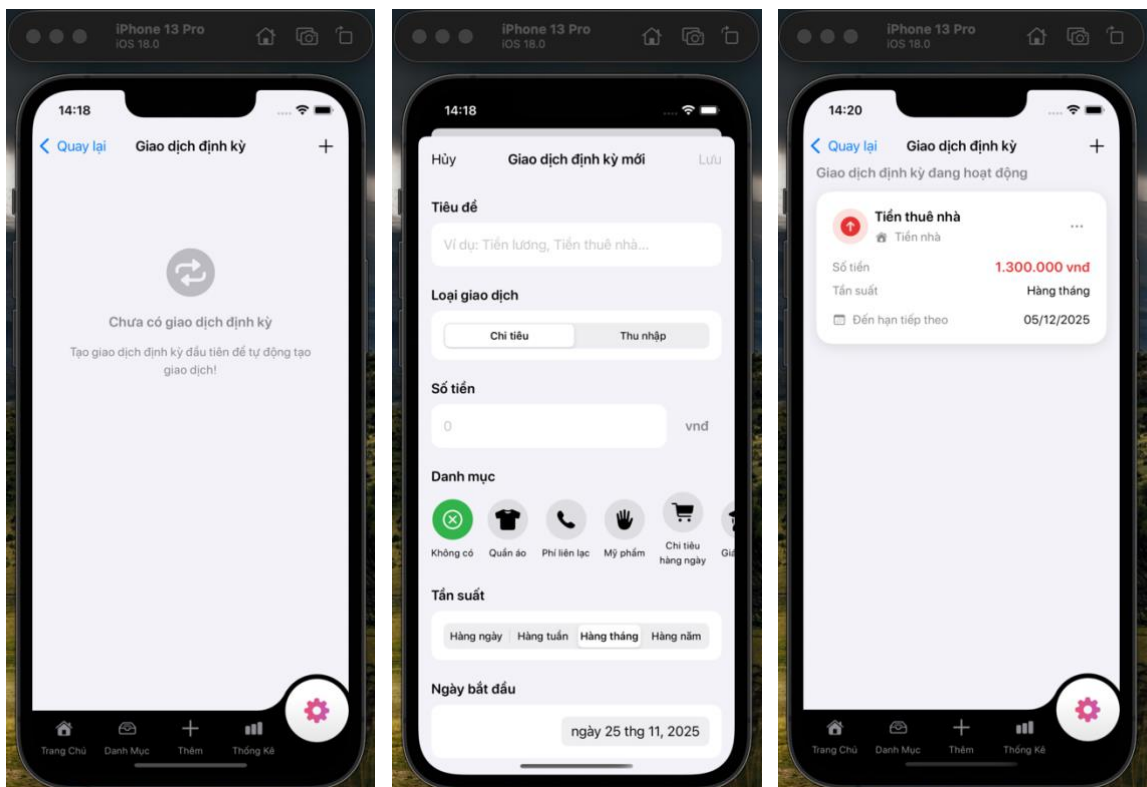 iPhone 13 Pro
iOS 18.0
14:18
Quay lại
Giao dịch định kỳ
+
Chưa có giao dịch định kỳ
Tạo giao dịch định kỳ đầu tiên để tự động tạo
giao dịch!
Trang Chủ
Danh Mục
Thêm
Thống Kê
iPhone 13 Pro
iOS 18.0
14:18
Hủy
Giao dịch định kỳ mới
Lưu
Tiêu đề
Ví dụ: Tiền lương, Tiền thuê nhà...
Loại giao dịch
Chi tiêu
Thu nhập
Số tiền
0
vnđ
Danh mục
Không có
Quần áo
Phí liên lạc
Mỹ phẩm
Chi tiêu
hàng ngày
Tần suất
Hàng ngày
Hàng tuần
Hàng tháng
Hàng năm
Ngày bắt đầu
ngày 25 thg 11, 2025
iPhone 13 Pro
iOS 18.0
14:20
Quay lại
Giao dịch định kỳ
+
Giao dịch định kỳ đang hoạt động
Tiền thuê nhà
Tiền nhà
...
Số tiền
1.300.000 vnđ
Tần suất
Hàng tháng
Đến hạn tiếp theo
05/12/2025
Trang Chủ
Danh Mục
Thêm
Thống Kê